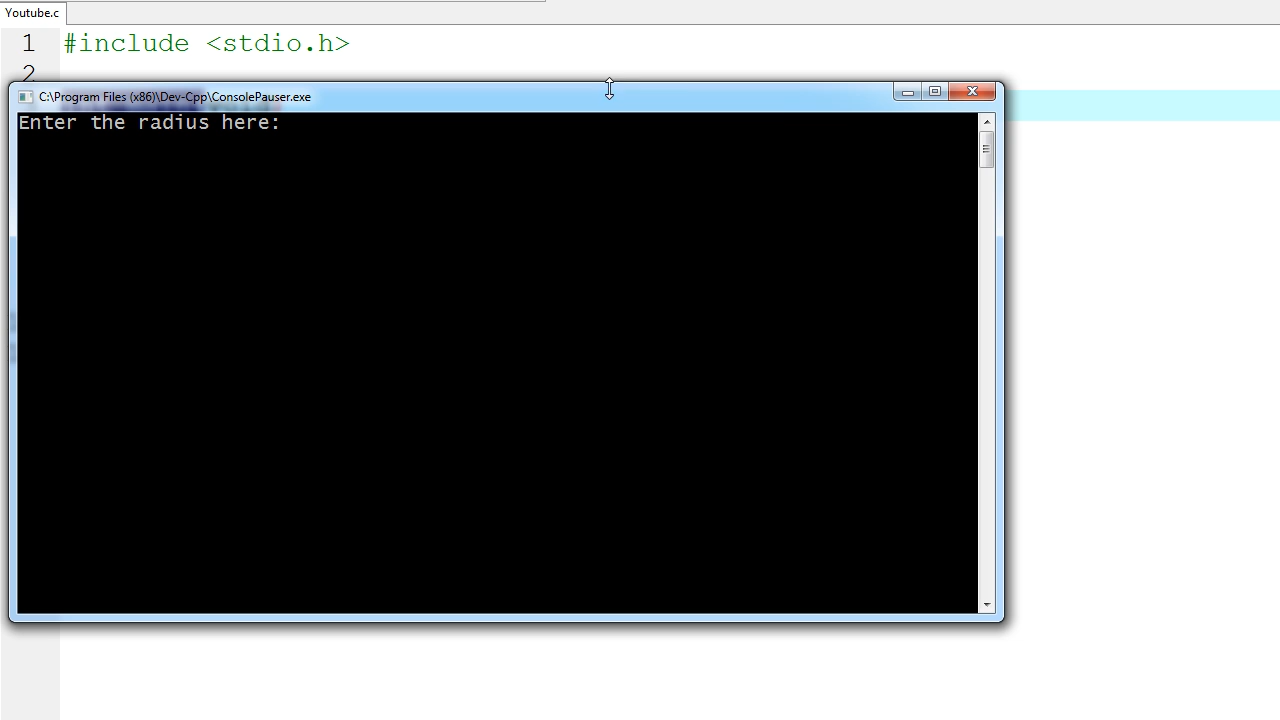 Youtube.c
1 #include <stdio.h>
2
C:\Program Files (x86)\Dev-Cpp\ConsolePauser.exe
Enter the radius here: